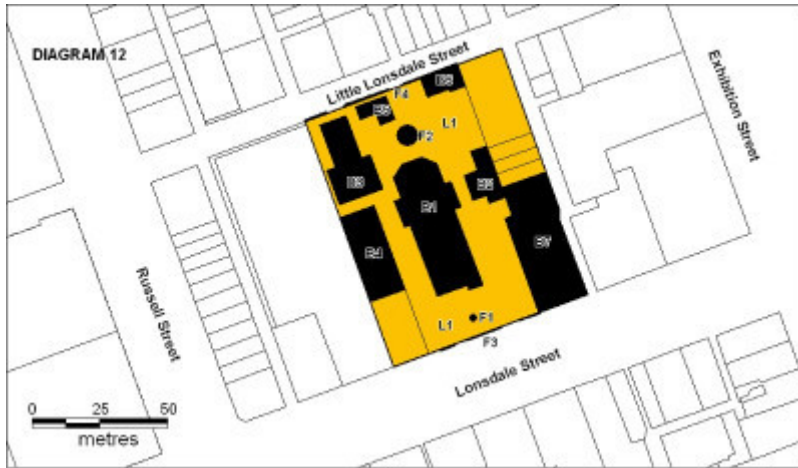 DIAGRAM 12
Little Lonsdale Street
Exhibition Street
B6
F4
B5
L1
F2
B3
B2
B1
B4
B7
Russell Street
L1
F1
F3
Lonsdale Street
0 25 50
metres